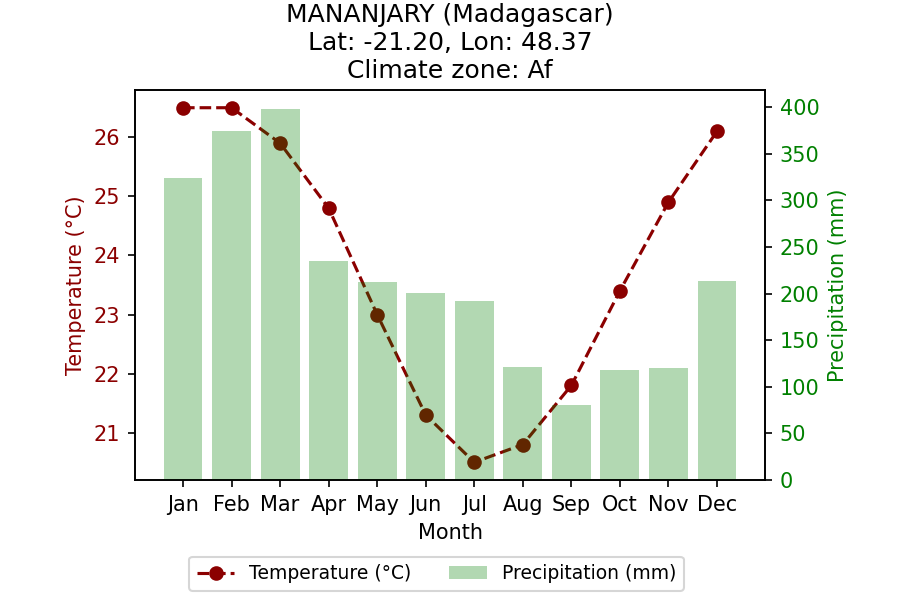 MANANJARY (Madagascar)
Lat: -21.20, Lon: 48.37
Climate zone: Af
Temperature (°C)
26
25
24
23
22
21
400
350
300
250
200
150
100
50
0
Precipitation (mm)
Jan Feb Mar Apr May Jun Jul Aug Sep Oct Nov Dec
Month
Temperature (°C) Precipitation (mm)